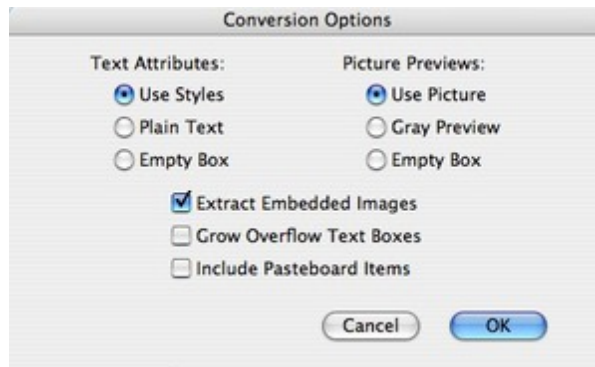 Conversion Options
Text Attributes: Picture Previews:
Use Styles Use Picture
Plain Text Gray Preview
Empty Box Empty Box
Extract Embedded Images
Grow Overflow Text Boxes
Include Pasteboard Items
Cancel OK